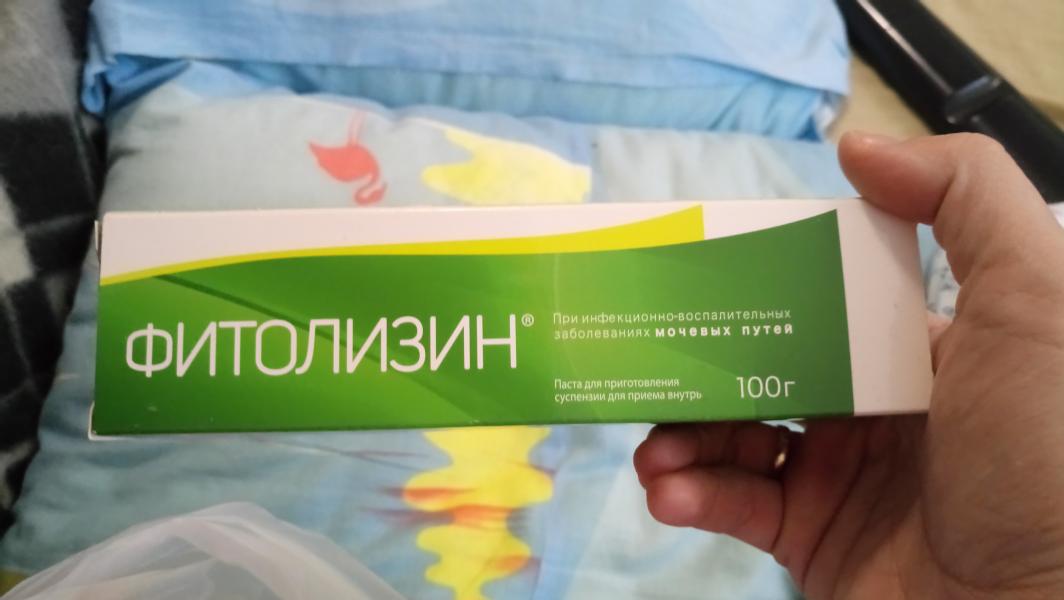 ФИТОЛИЗИН®
При инфекционно-воспалительных
заболеваниях мочевых путей
Паста для приготовления
суспензии для приема внутрь
100г